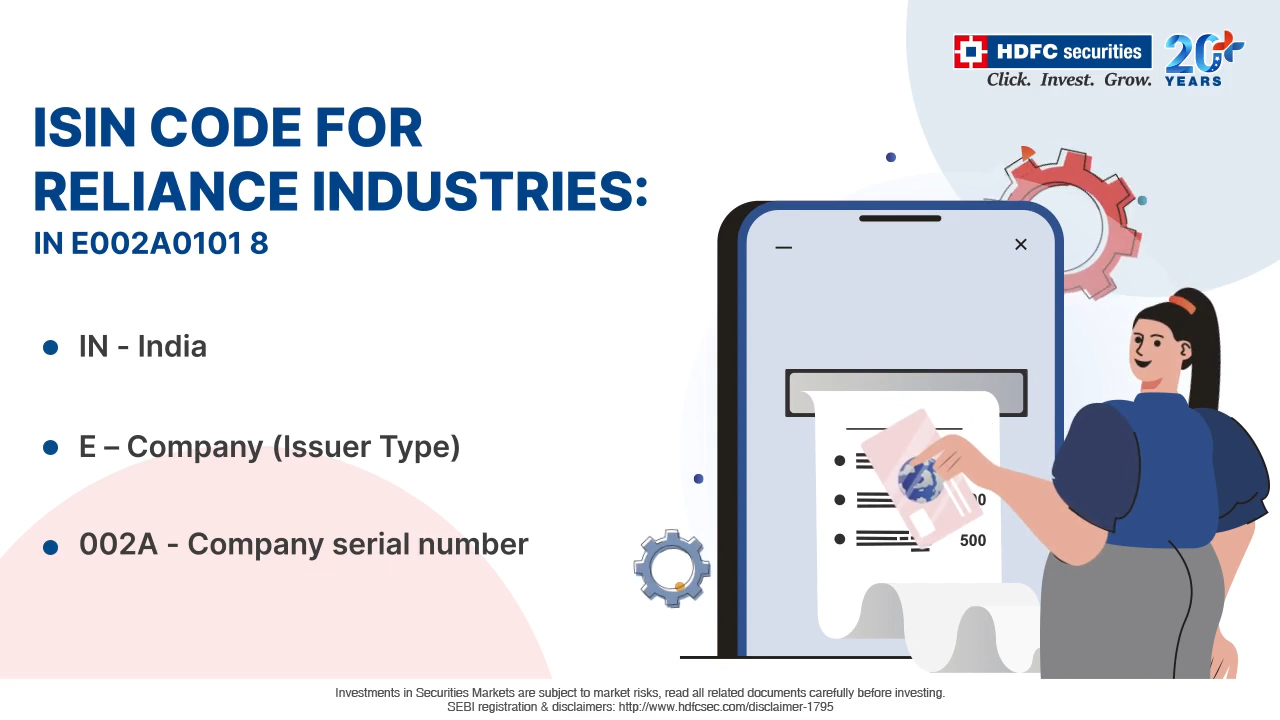 HDFC securities
Click. Invest. Grow.
20+
YEARS
ISIN CODE FOR
RELIANCE INDUSTRIES:
IN E002A0101 8
IN - India
E – Company (Issuer Type)
002A - Company serial number
00
500
Investments in Securities Markets are subject to market risks, read all related documents carefully before investing.
SEBI registration & disclaimers: http://www.hdfcsec.com/disclaimer-1795